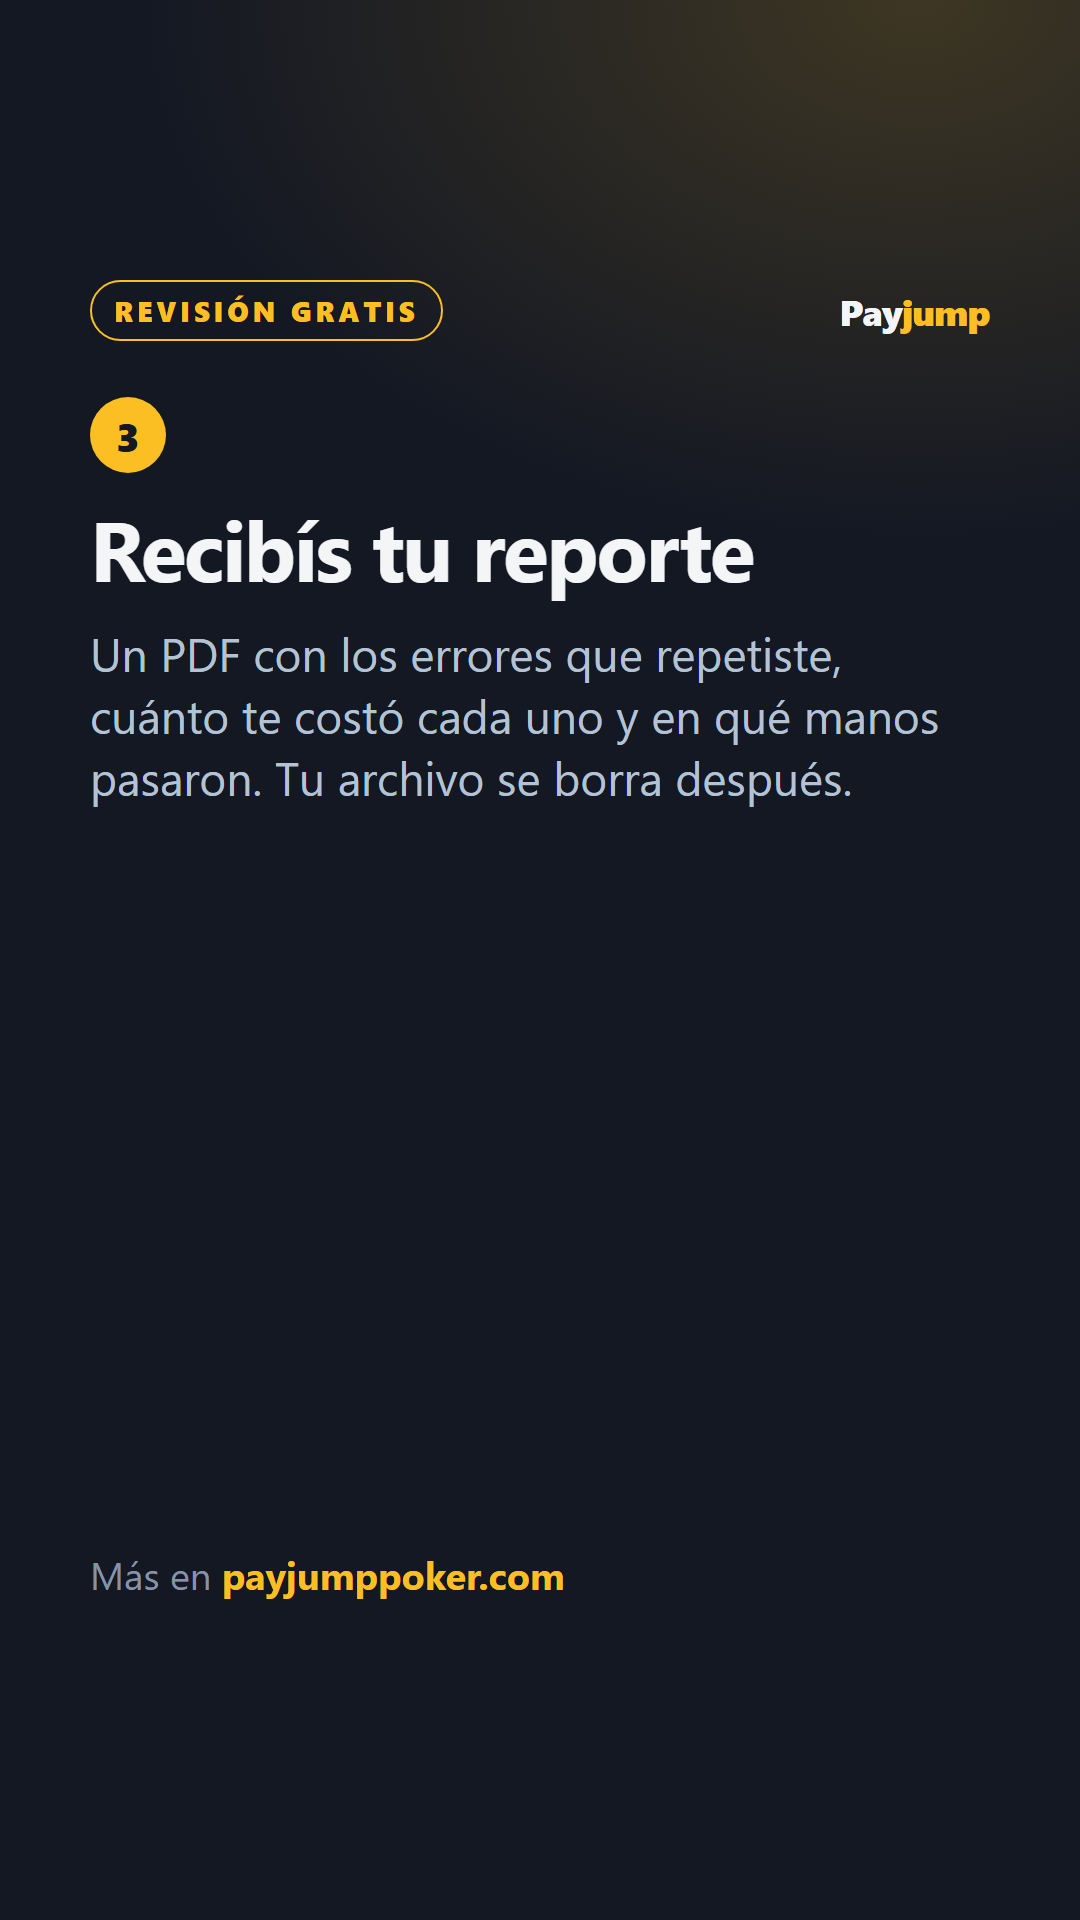 REVISIÓN GRATIS
Payjump
3
Recibís tu reporte
Un PDF con los errores que repetiste,
cuánto te costó cada uno y en qué manos
pasaron. Tu archivo se borra después.
Más en payjumppoker.com